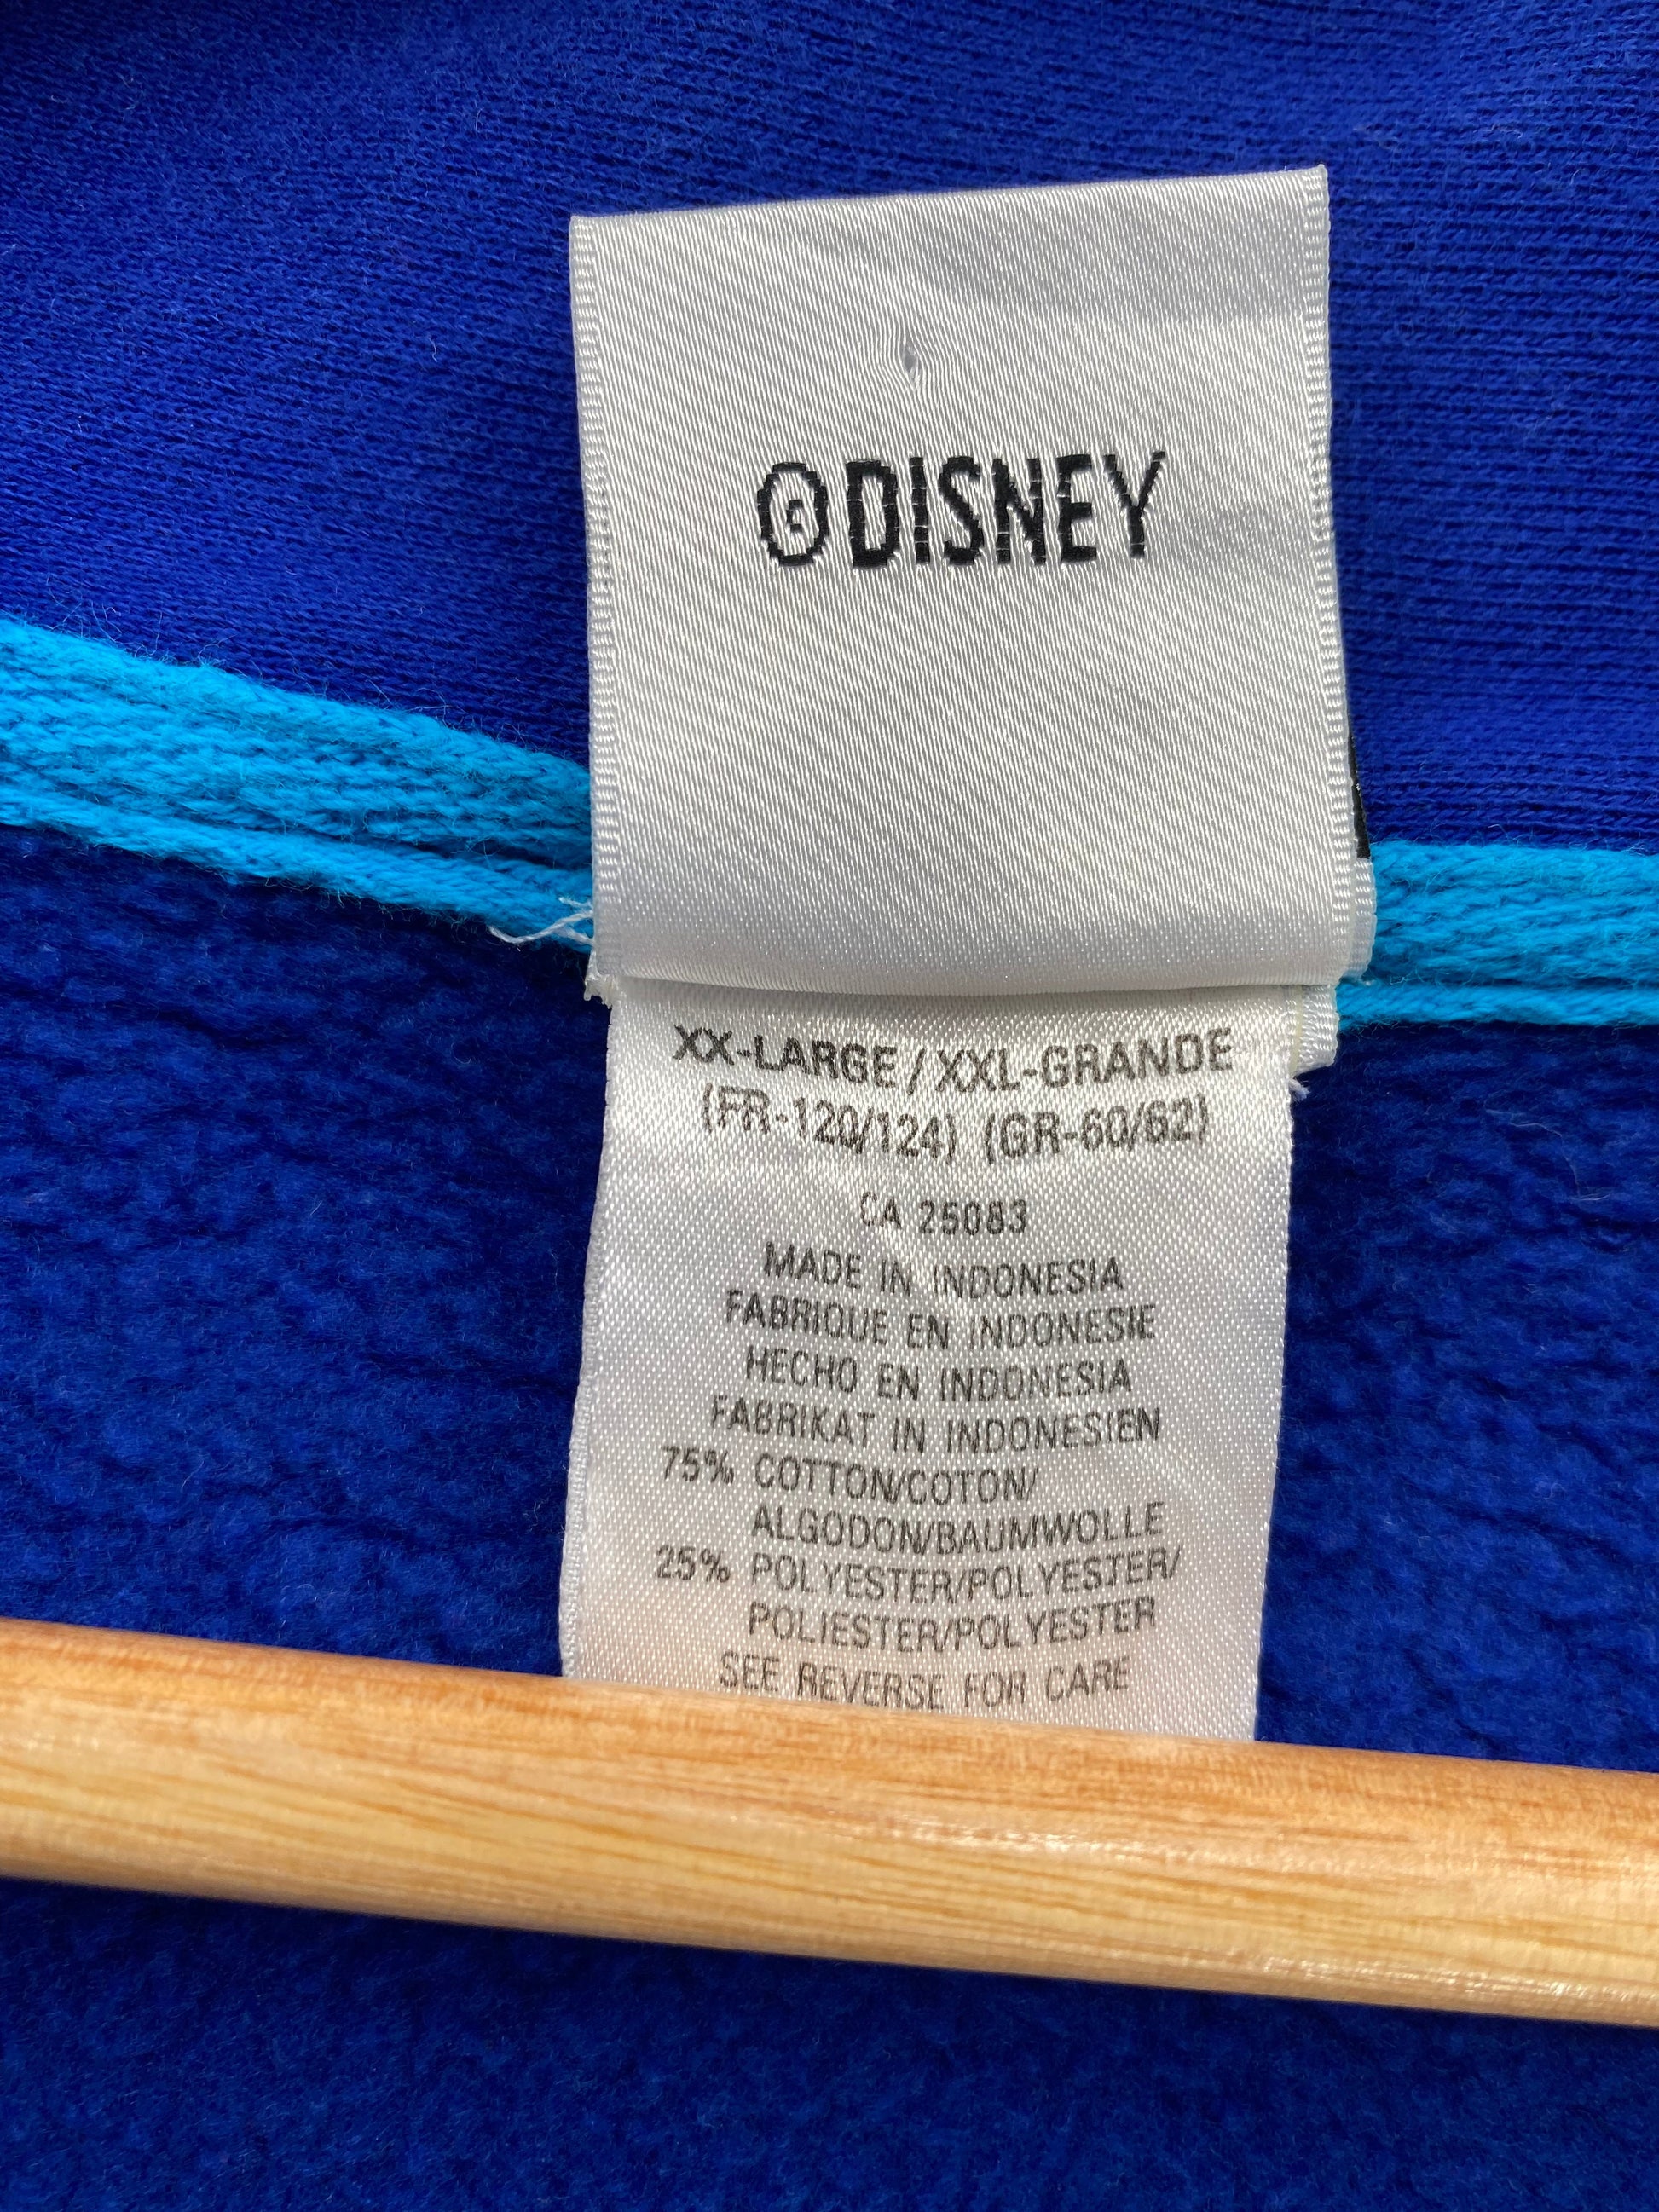 ©DISNEY
XX-LARGE / XXL-GRANDE
(FR-120/124) (GR-60/62)
CA 25083
MADE IN INDONESIA
FABRIQUE EN INDONESIE
HECHO EN INDONESIA
FABRIKAT IN INDONESIEN
75% COTTON/COTON/
ALGODON/BAUMWOLLE
25% POLYESTER/POLYESTER/
POLIESTER/POLYESTER
SEE REVERSE FOR CARE